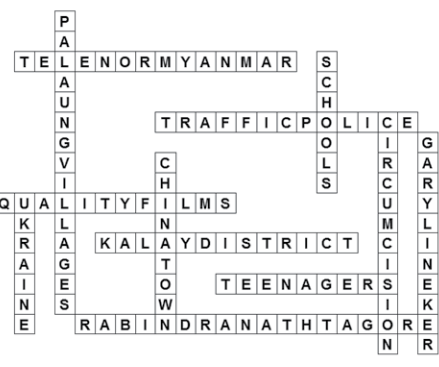 PALAUNGVILLAGES
TELENORMYANMAR
SCHOOLS
TRAFFICPOLICE
CIRCUMCISION
GARYLINEKER
CHINATOWN
QUALITYFILMS
UKRAINE
KALAYDISTRICT
TEENAGERS
RABINDRANATHTAGORE